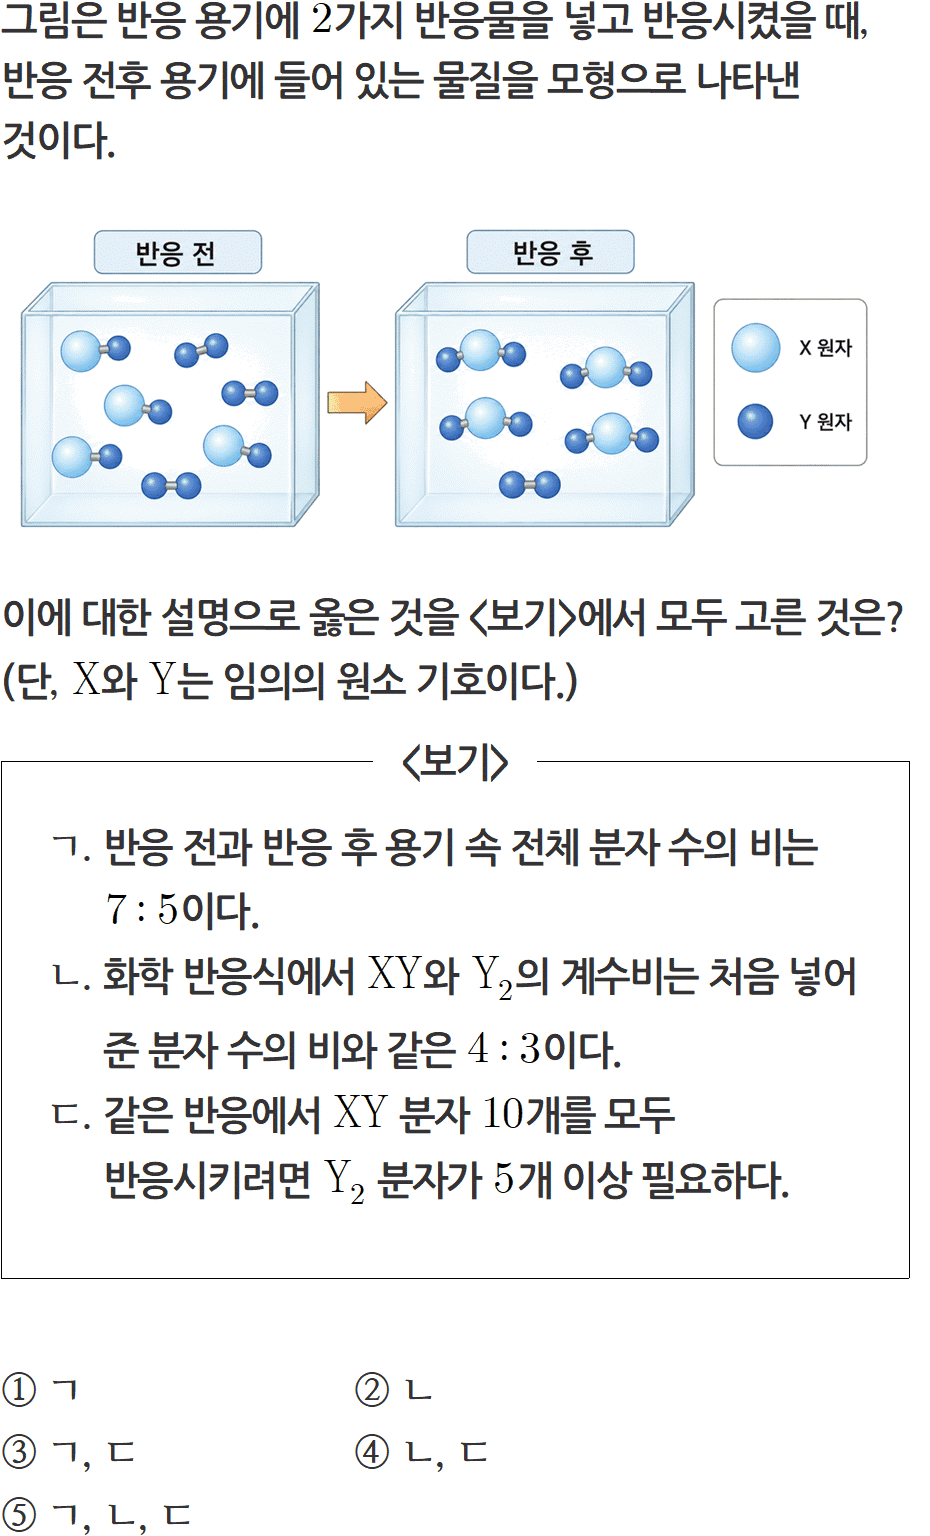 그림은 반응 용기에 2가지 반응물을 넣고 반응시켰을 때,
반응 전후 용기에 들어 있는 물질을 모형으로 나타낸
것이다.
반응 전
반응 후
X 원자
Y 원자
이에 대한 설명으로 옳은 것을 <보기>에서 모두 고른 것은?
(단, X와 Y는 임의의 원소 기호이다.)
<보기>
ㄱ. 반응 전과 반응 후 용기 속 전체 분자 수의 비는
7 : 5이다.
ㄴ. 화학 반응식에서 XY와 Y₂의 계수비는 처음 넣어
준 분자 수의 비와 같은 4 : 3이다.
ㄷ. 같은 반응에서 XY 분자 10개를 모두
반응시키려면 Y₂ 분자가 5개 이상 필요하다.
① ㄱ ② ㄴ
③ ㄱ, ㄷ ④ ㄴ, ㄷ
⑤ ㄱ, ㄴ, ㄷ